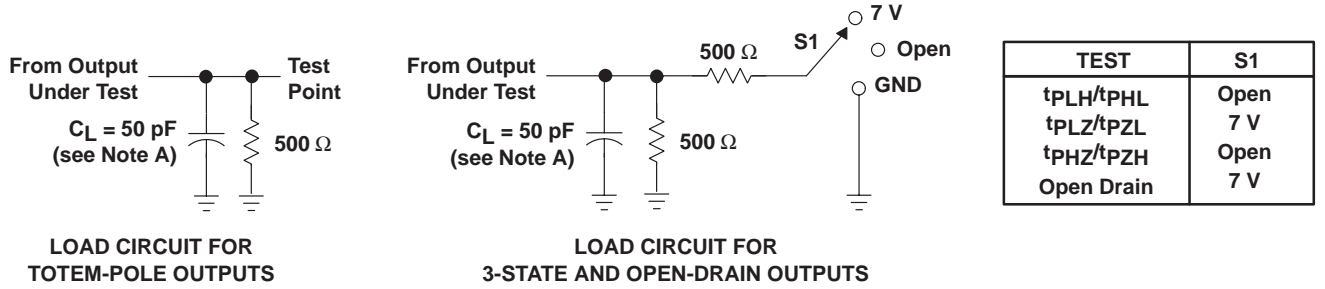 From Output
Under Test
Test
Point
CL = 50 pF
(see Note A)
500 Ω
LOAD CIRCUIT FOR
TOTEM-POLE OUTPUTS
From Output
Under Test
CL = 50 pF
(see Note A)
500 Ω
500 Ω
S1
7 V
Open
GND
LOAD CIRCUIT FOR
3-STATE AND OPEN-DRAIN OUTPUTS
TEST S1
tPLH/tPHL Open
tPLZ/tPZL 7 V
tPHZ/tPZH Open
Open Drain 7 V